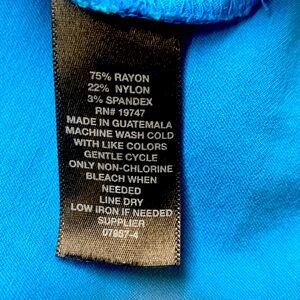 75% RAYON
22% NYLON
3% SPANDEX
RN# 19747
MADE IN GUATEMALA
MACHINE WASH COLD
WITH LIKE COLORS
GENTLE CYCLE
ONLY NON-CHLORINE
BLEACH WHEN
NEEDED
LINE DRY
LOW IRON IF NEEDED
SUPPLIER
07957-4